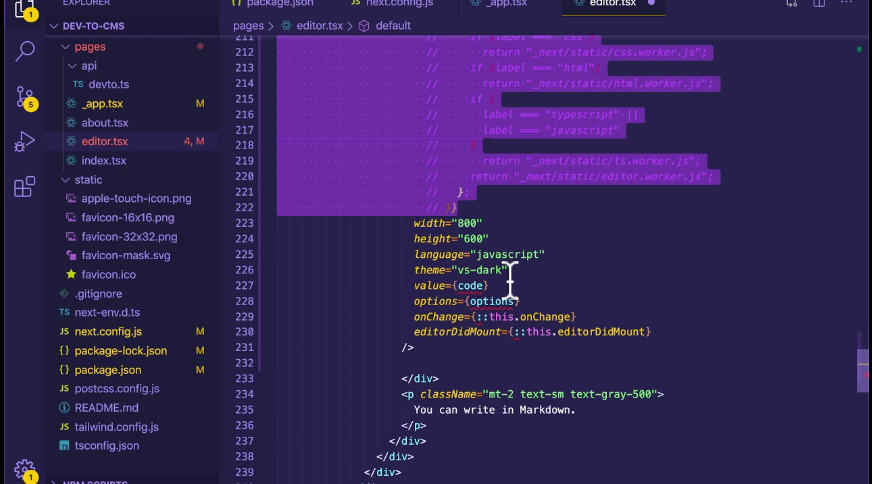 1
EXPLORER
DEV-TO-CMS
pages
api
TS devto.ts
_app.tsx M
about.tsx
editor.tsx 4, M
index.tsx
static
apple-touch-icon.png
favicon-16x16.png
favicon-32x32.png
favicon-mask.svg
favicon.ico
.gitignore
next-env.d.ts
JS next.config.js M
{} package-lock.json M
{} package.json M
JS postcss.config.js
README.md
JS tailwind.config.js
TS tsconfig.json
NPM SCRIPTS
5
1
{} package.json
JS next.config.js
_app.tsx
editor.tsx
pages > editor.tsx > default
211 // if (label === "css")
212 // return "_next/static/css.worker.js";
213 // if (label === "html")
214 // return "_next/static/html.worker.js";
215 // if (
216 // label === "typescript" ||
217 // label === "javascript"
218 // )
219 // return "_next/static/ts.worker.js";
220 // return "_next/static/editor.worker.js";
221 // };
222 // }}
223 width="800"
224 height="600"
225 language="javascript"
226 theme="vs-dark"
227 value={code}
228 options={options}
229 onChange={::this.onChange}
230 editorDidMount={::this.editorDidMount}
231 />
232
233 </div>
234 <p className="mt-2 text-sm text-gray-500">
235 You can write in Markdown.
236 </p>
237 </div>
238 </div>
239 </div>